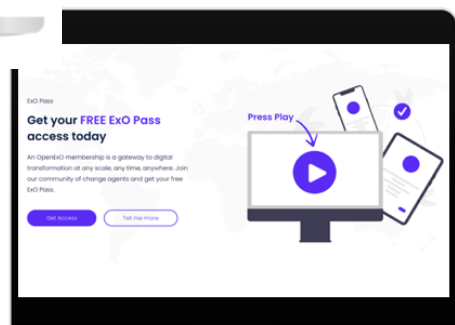 ExO Pass
Get your FREE ExO Pass
access today
Press Play
An OpenExO membership is a gateway to digital
transformation at any scale, any time, anywhere. Join
our community of change agents and get your free
ExO Pass.
Get Access
Tell me more